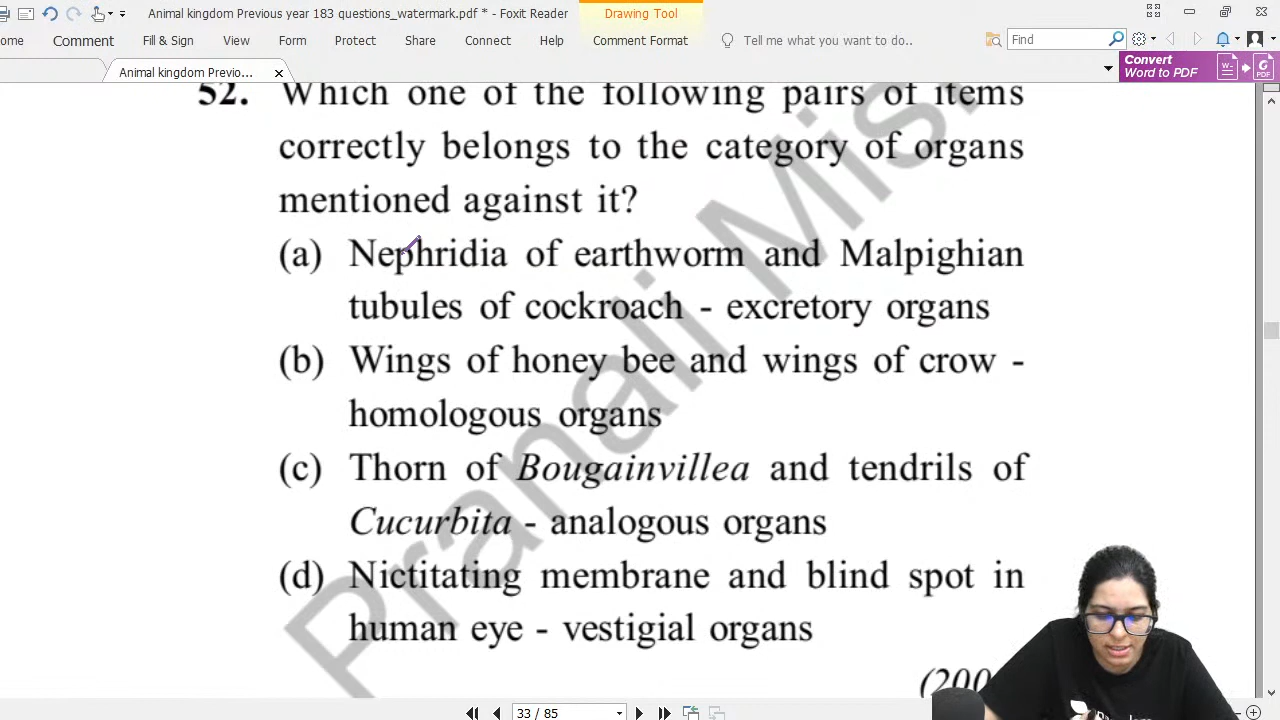 Animal kingdom Previous year 183 questions_watermark.pdf * - Foxit Reader
Drawing Tool
Comment
Fill & Sign
View
Form
Protect
Share
Connect
Help
Comment Format
Tell me what you want to do..
Find
Animal kingdom Previo...
Convert
Word to PDF
52. Which one of the following pairs of items
correctly belongs to the category of organs
mentioned against it?
(a) Nephridia of earthworm and Malpighian
tubules of cockroach - excretory organs
(b) Wings of honey bee and wings of crow -
homologous organs
(c) Thorn of Bougainvillea and tendrils of
Cucurbita - analogous organs
(d) Nictitating membrane and blind spot in
human eye - vestigial organs
Pranali Mis
33 / 85